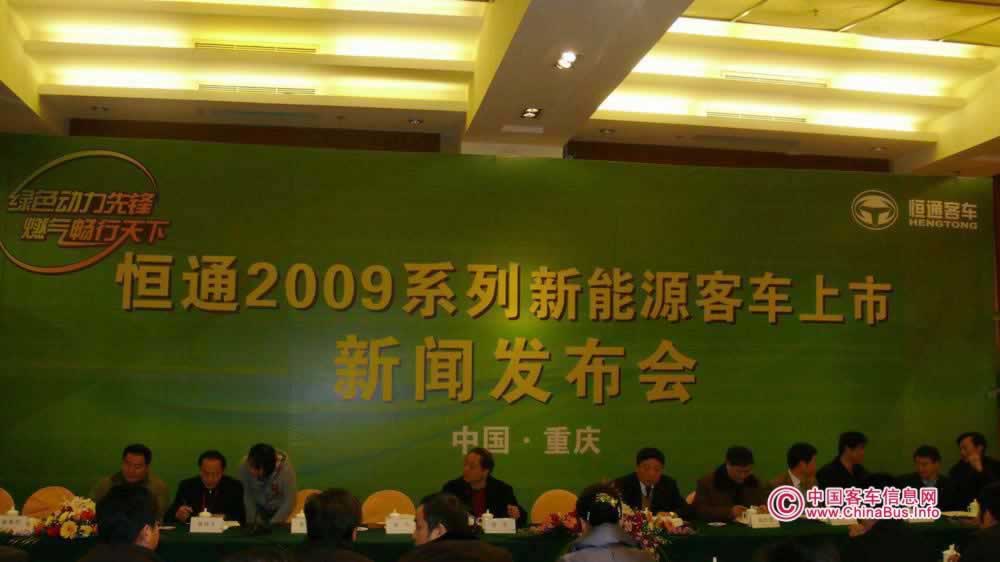 绿色动力先锋
燃气畅行天下
恒通客车
HENGTONG
恒通2009系列新能源客车上市
新闻发布会
中国·重庆
©中国客车信息网
www.ChinaBus.Info